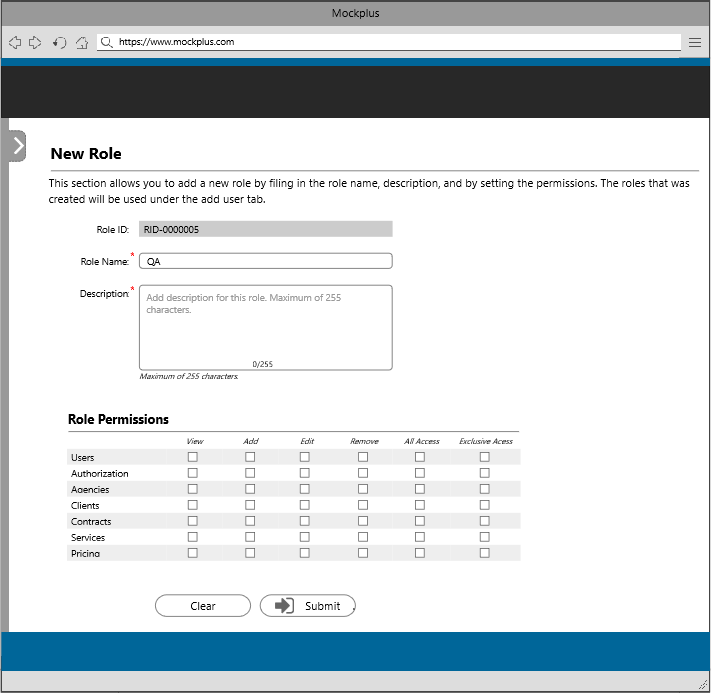 Mockplus
https://www.mockplus.com
New Role
This section allows you to add a new role by filing in the role name, description, and by setting the permissions. The roles that was
created will be used under the add user tab.
Role ID: RID-0000005
Role Name: * QA
Description: * Add description for this role. Maximum of 255
characters.
0/255
Maximum of 255 characters.
Role Permissions
View Add Edit Remove All Access Exclusive Acess
Users
Authorization
Agencies
Clients
Contracts
Services
Pricing
Clear Submit